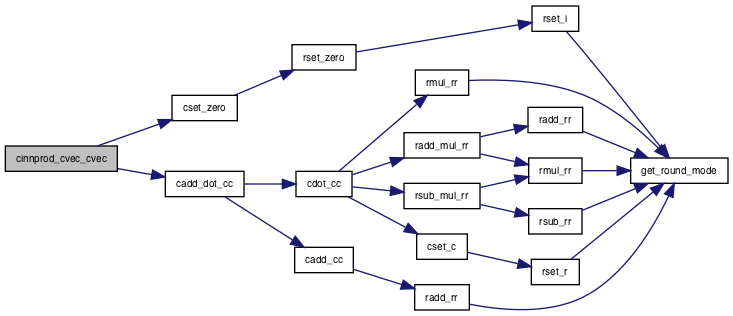 rset_i
rset_zero
rmul_rr
cset_zero
radd_rr
radd_mul_rr
cinnprod_cvec_cvec
rmul_rr
get_round_mode
cadd_dot_cc
cdot_cc
rsub_mul_rr
rsub_rr
cset_c
cadd_cc
rset_r
radd_rr